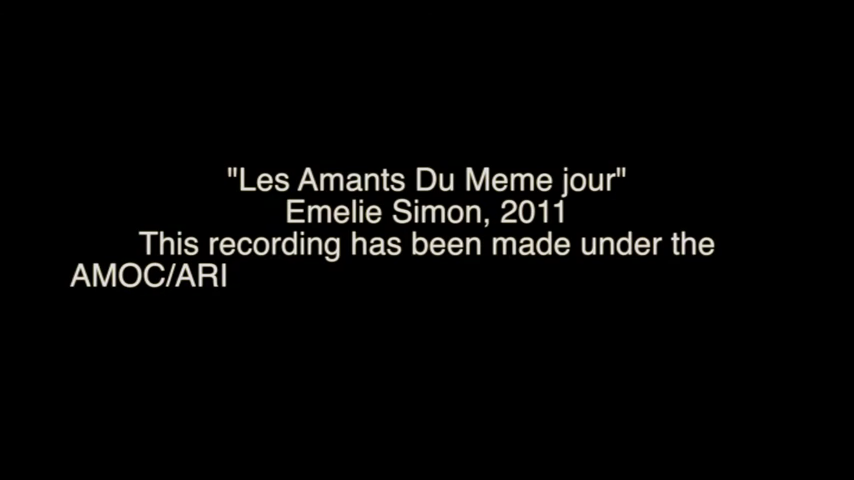 "Les Amants Du Meme jour"
Emelie Simon, 2011
This recording has been made under the
AMOC/ARI